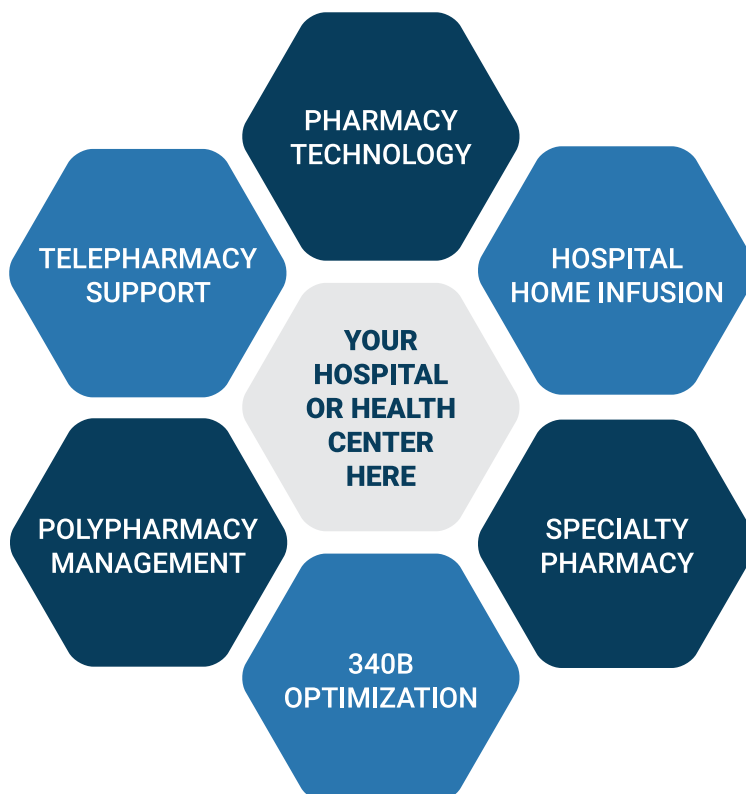 PHARMACY
TECHNOLOGY
TELEPHARMACY
SUPPORT
HOSPITAL
HOME INFUSION
YOUR
HOSPITAL
OR HEALTH
CENTER
HERE
POLYPHARMACY
MANAGEMENT
SPECIALTY
PHARMACY
340B
OPTIMIZATION